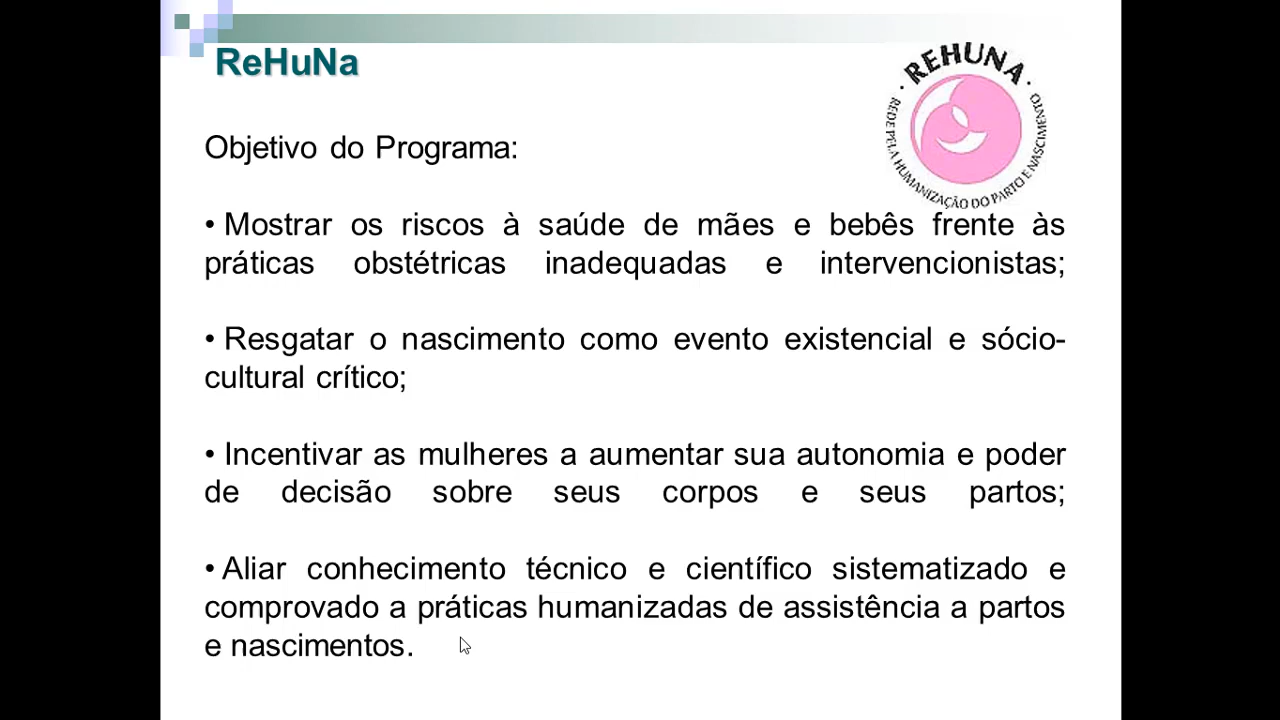 ReHuNa
· REHUNA ·
REDE PELA HUMANIZAÇÃO DO PARTO E NASCIMENTO
Objetivo do Programa:
• Mostrar os riscos à saúde de mães e bebês frente às
práticas obstétricas inadequadas e intervencionistas;
• Resgatar o nascimento como evento existencial e sócio-
cultural crítico;
• Incentivar as mulheres a aumentar sua autonomia e poder
de decisão sobre seus corpos e seus partos;
• Aliar conhecimento técnico e científico sistematizado e
comprovado a práticas humanizadas de assistência a partos
e nascimentos.